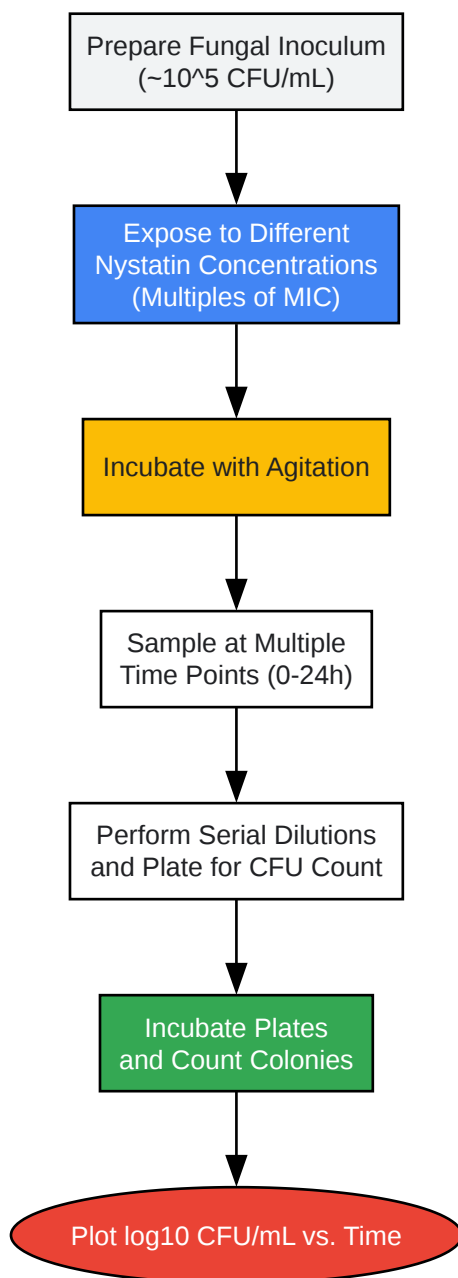 Prepare Fungal Inoculum
(~10^5 CFU/mL)
Expose to Different
Nystatin Concentrations
(Multiples of MIC)
Incubate with Agitation
Sample at Multiple
Time Points (0-24h)
Perform Serial Dilutions
and Plate for CFU Count
Incubate Plates
and Count Colonies
Plot log10 CFU/mL vs. Time